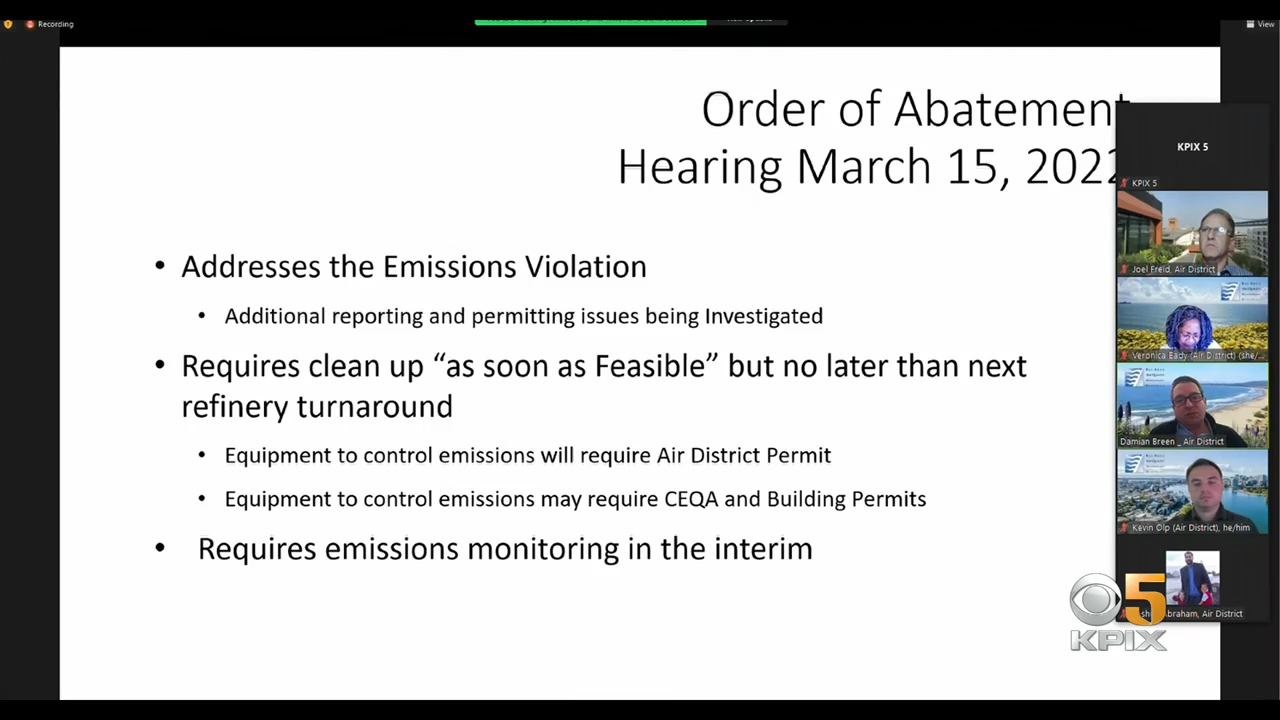 Recording
View
Order of Abatement
Hearing March 15, 2022
KPIX 5
KPIX 5
Joel Freid, Air District
Veronica Eady (Air District) (she/...
Damian Breen _ Air District
Kevin Olp (Air District), he/him
Abraham, Air District
• Addresses the Emissions Violation
• Additional reporting and permitting issues being Investigated
• Requires clean up “as soon as Feasible” but no later than next
refinery turnaround
• Equipment to control emissions will require Air District Permit
• Equipment to control emissions may require CEQA and Building Permits
• Requires emissions monitoring in the interim
5
KPIX